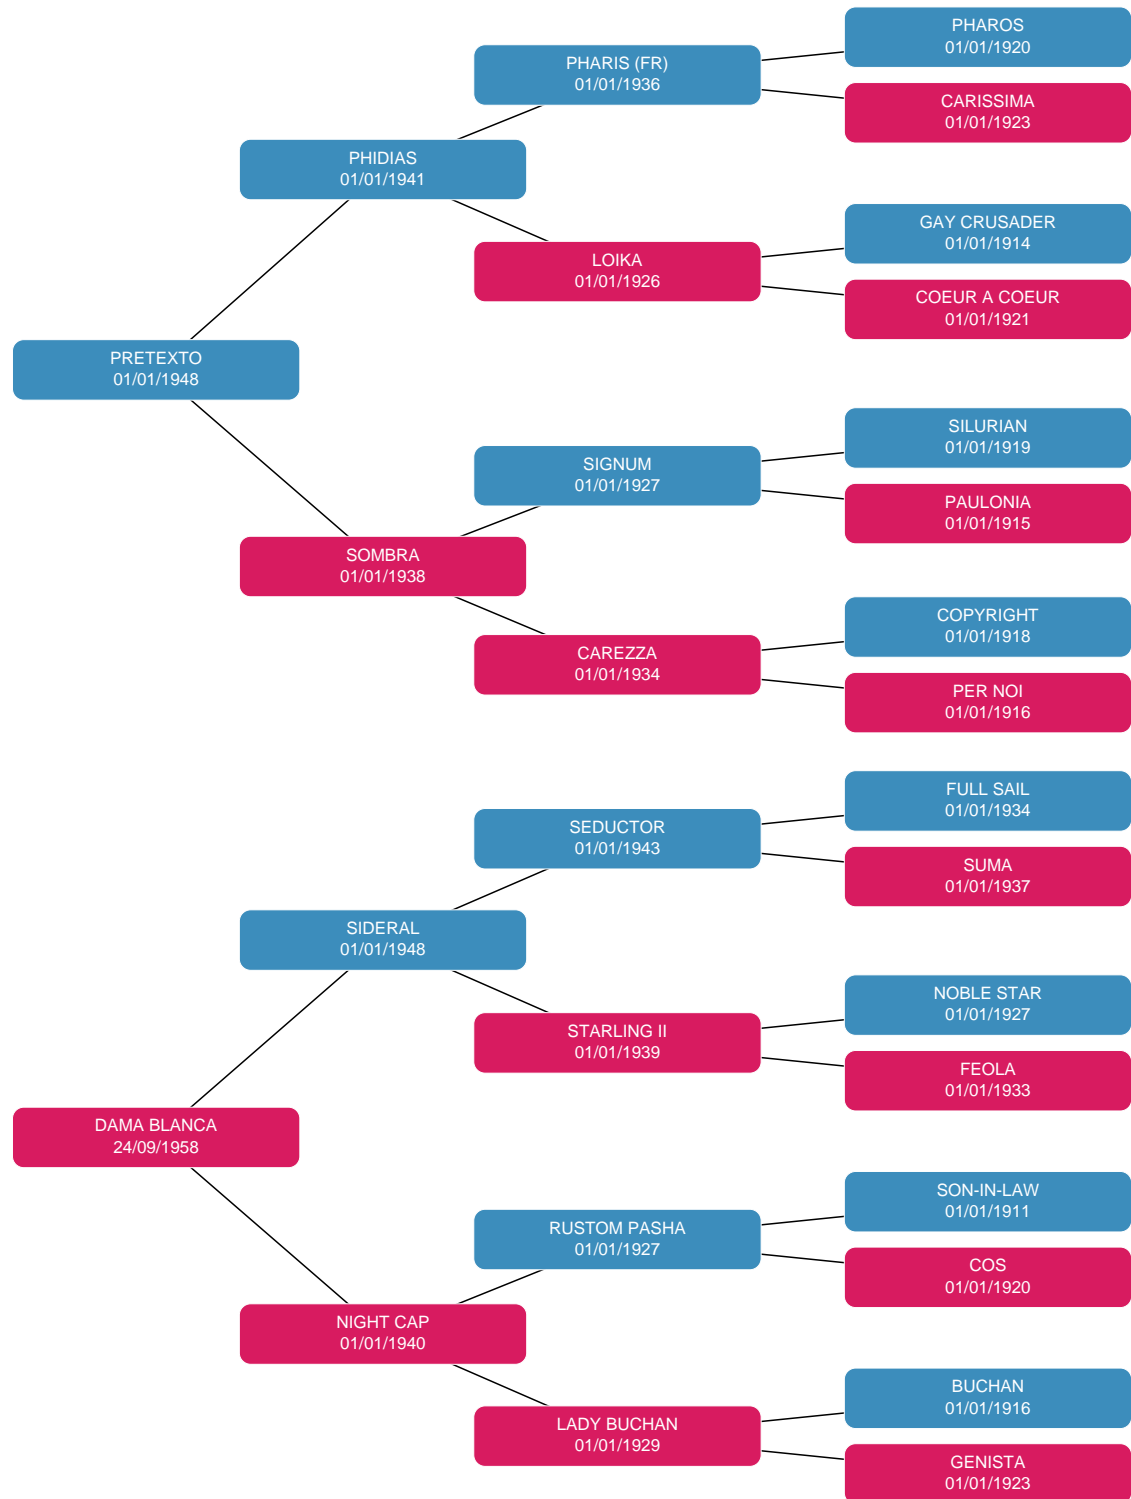 PHAROS
01/01/1920
PHARIS (FR)
01/01/1936
CARISSIMA
01/01/1923
PHIDIAS
01/01/1941
GAY CRUSADER
01/01/1914
LOIKA
01/01/1926
COEUR A COEUR
01/01/1921
PRETEXTO
01/01/1948
SILURIAN
01/01/1919
SIGNUM
01/01/1927
PAULONIA
01/01/1915
SOMBRA
01/01/1938
COPYRIGHT
01/01/1918
CAREZZA
01/01/1934
PER NOI
01/01/1916
FULL SAIL
01/01/1934
SEDUCTOR
01/01/1943
SUMA
01/01/1937
SIDERAL
01/01/1948
NOBLE STAR
01/01/1927
STARLING II
01/01/1939
FEOLA
01/01/1933
DAMA BLANCA
24/09/1958
SON-IN-LAW
01/01/1911
RUSTOM PASHA
01/01/1927
COS
01/01/1920
NIGHT CAP
01/01/1940
BUCHAN
01/01/1916
LADY BUCHAN
01/01/1929
GENISTA
01/01/1923